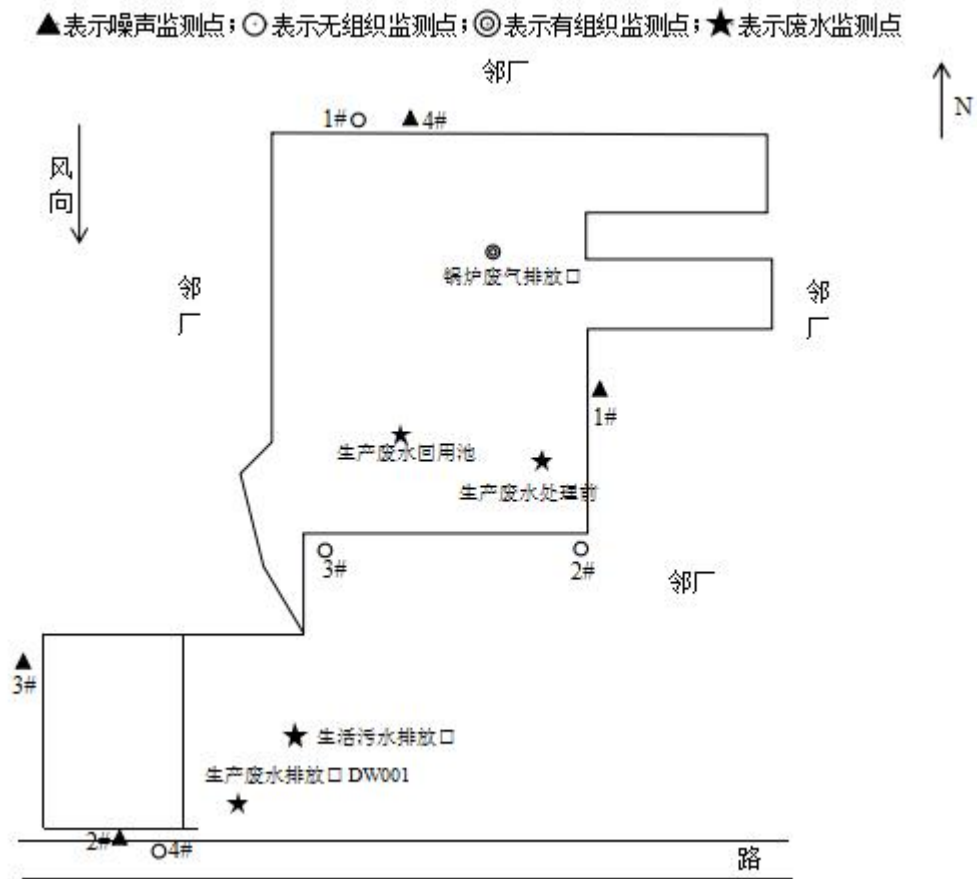 ▲表示噪声监测点；○表示无组织监测点；◎表示有组织监测点；★表示废水监测点
邻厂
N
1#
4#
风向
锅炉废气排放口
邻厂
邻厂
1#
生产废水回用池
生产废水处理前
3#
2#
邻厂
3#
生活污水排放口
生产废水排放口 DW001
2#
4#
路